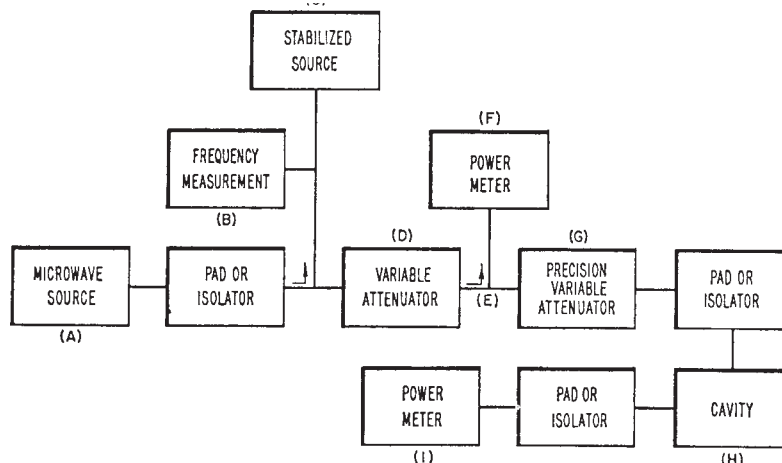 STABILIZED
SOURCE
FREQUENCY
MEASUREMENT
(B)
(F)
POWER
METER
MICROWAVE
SOURCE
(A)
PAD OR
ISOLATOR
(D)
VARIABLE
ATTENUATOR
(E)
(G)
PRECISION
VARIABLE
ATTENUATOR
PAD OR
ISOLATOR
POWER
METER
(I)
PAD OR
ISOLATOR
CAVITY
(H)